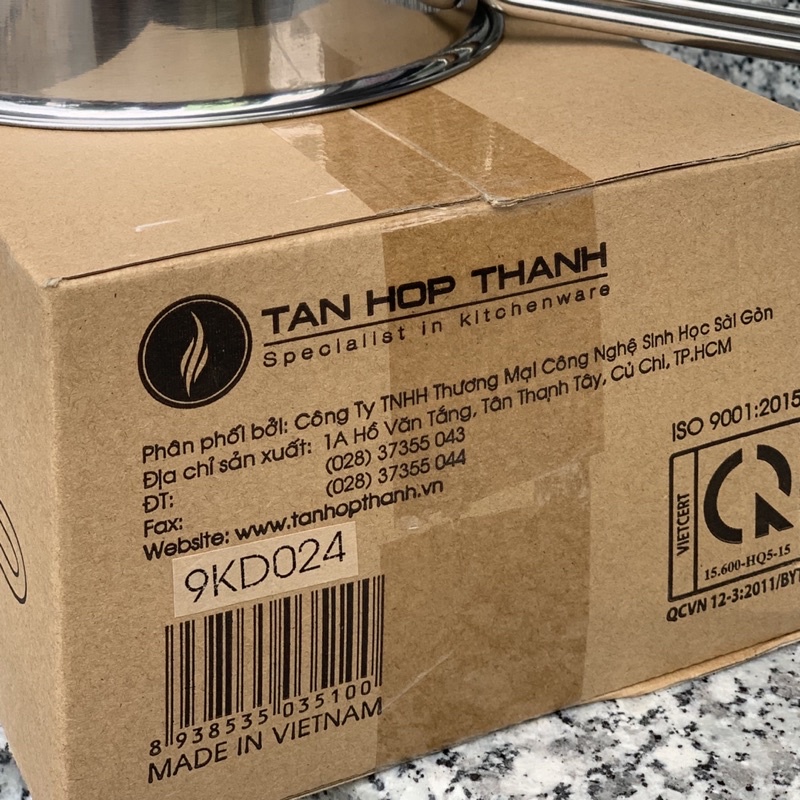 TAN HOP THANH
Specialist in kitchenware
Phân phối bởi: Công Ty TNHH Thương Mại Công Nghệ Sinh Học Sài Gòn
Địa chỉ sản xuất: 1A Hồ Văn Tắng, Tân Thạnh Tây, Củ Chi, TP.HCM
ĐT: (028) 37355 043
Fax: (028) 37355 044
Website: www.tanhopthanh.vn
9KD024
8 938535 035100
MADE IN VIETNAM
ISO 9001:2015
VIETCERT
15.600-HQ5-15
QCVN 12-3:2011/BYT